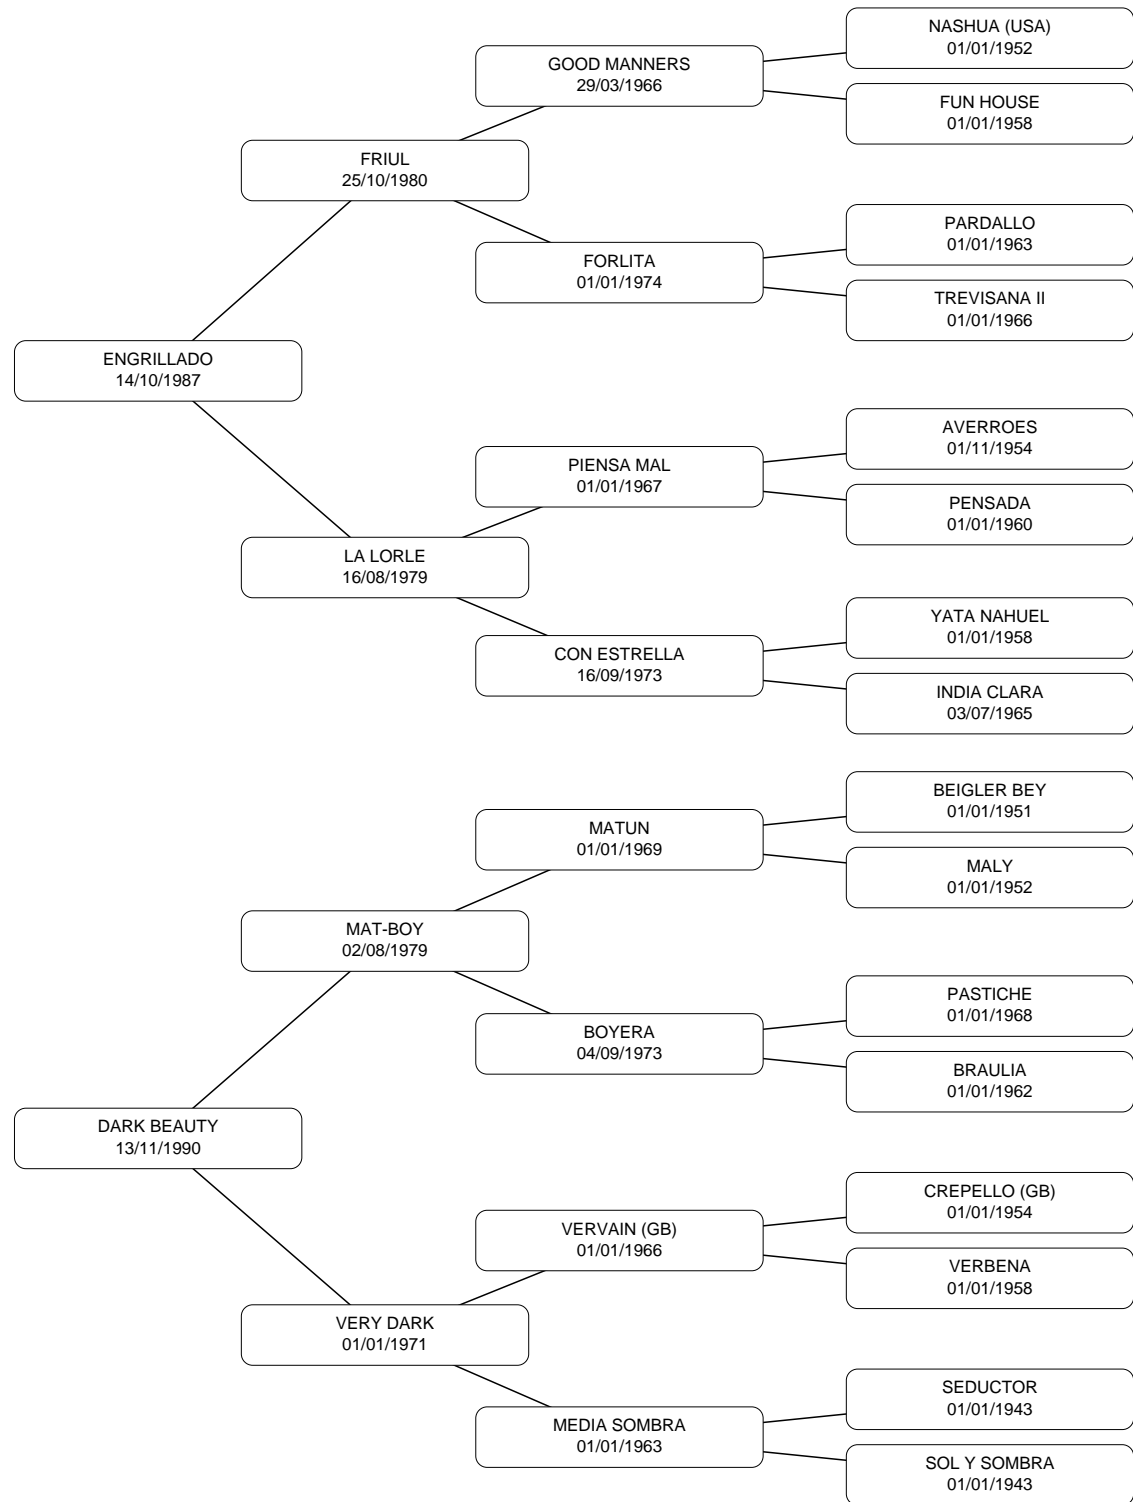 NASHUA (USA)
01/01/1952
GOOD MANNERS
29/03/1966
FUN HOUSE
01/01/1958
FRIUL
25/10/1980
PARDALLO
01/01/1963
FORLITA
01/01/1974
TREVISANA II
01/01/1966
ENGRILLADO
14/10/1987
AVERROES
01/11/1954
PIENSA MAL
01/01/1967
PENSADA
01/01/1960
LA LORLE
16/08/1979
YATA NAHUEL
01/01/1958
CON ESTRELLA
16/09/1973
INDIA CLARA
03/07/1965
BEIGLER BEY
01/01/1951
MATUN
01/01/1969
MALY
01/01/1952
MAT-BOY
02/08/1979
PASTICHE
01/01/1968
BOYERA
04/09/1973
BRAULIA
01/01/1962
DARK BEAUTY
13/11/1990
CREPELLO (GB)
01/01/1954
VERVAIN (GB)
01/01/1966
VERBENA
01/01/1958
VERY DARK
01/01/1971
SEDUCTOR
01/01/1943
MEDIA SOMBRA
01/01/1963
SOL Y SOMBRA
01/01/1943